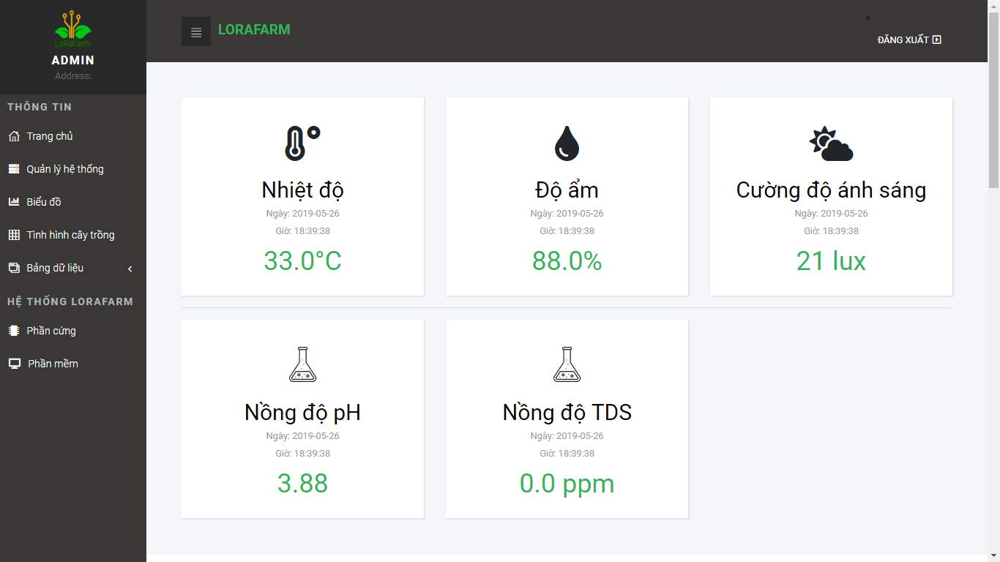 LoRaFarm
ADMIN
Address:
THÔNG TIN
Trang chủ
Quản lý hệ thống
Biểu đồ
Tình hình cây trồng
Bảng dữ liệu
HỆ THỐNG LORAFARM
Phần cứng
Phần mềm
LORAFARM
ĐĂNG XUẤT
Nhiệt độ
Ngày: 2019-05-26
Giờ: 18:39:38
33.0°C
Độ ẩm
Ngày: 2019-05-26
Giờ: 18:39:38
88.0%
Cường độ ánh sáng
Ngày: 2019-05-26
Giờ: 18:39:38
21 lux
Nồng độ pH
Ngày: 2019-05-26
Giờ: 18:39:38
3.88
Nồng độ TDS
Ngày: 2019-05-26
Giờ: 18:39:38
0.0 ppm